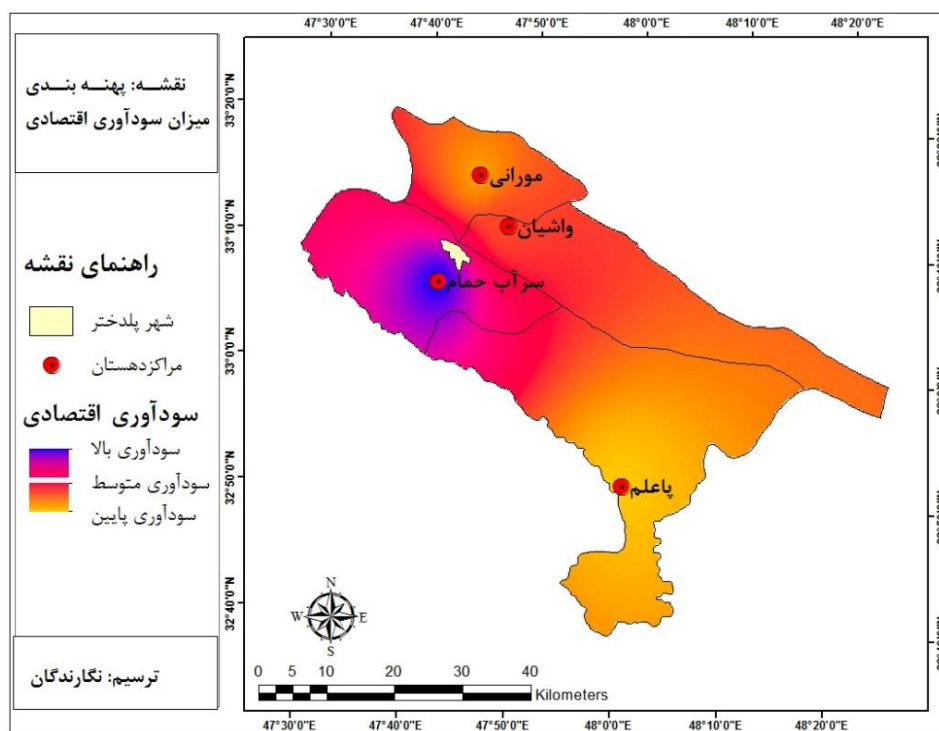 47°30'0"E 47°40'0"E 47°50'0"E 48°0'0"E 48°10'0"E 48°20'0"E
نقشــه: پهنــه بنـدی
میزان سودآوری اقتصادی
راهنمای نقشه
شهر پلدختر
مراکزدهستان
سودآوری اقتصادی
سودآوری بالا
سودآوری متوسط
سودآوری پایین
ترسیم: نگارندگان
33°20'0"N
33°10'0"N
33°0'0"N
32°50'0"N
32°40'0"N
مورانی
واشیان
سرآب حمام
پاعلم
N
W E
S
0 5 10 20 30 40
Kilometers
47°30'0"E 47°40'0"E 47°50'0"E 48°0'0"E 48°10'0"E 48°20'0"E